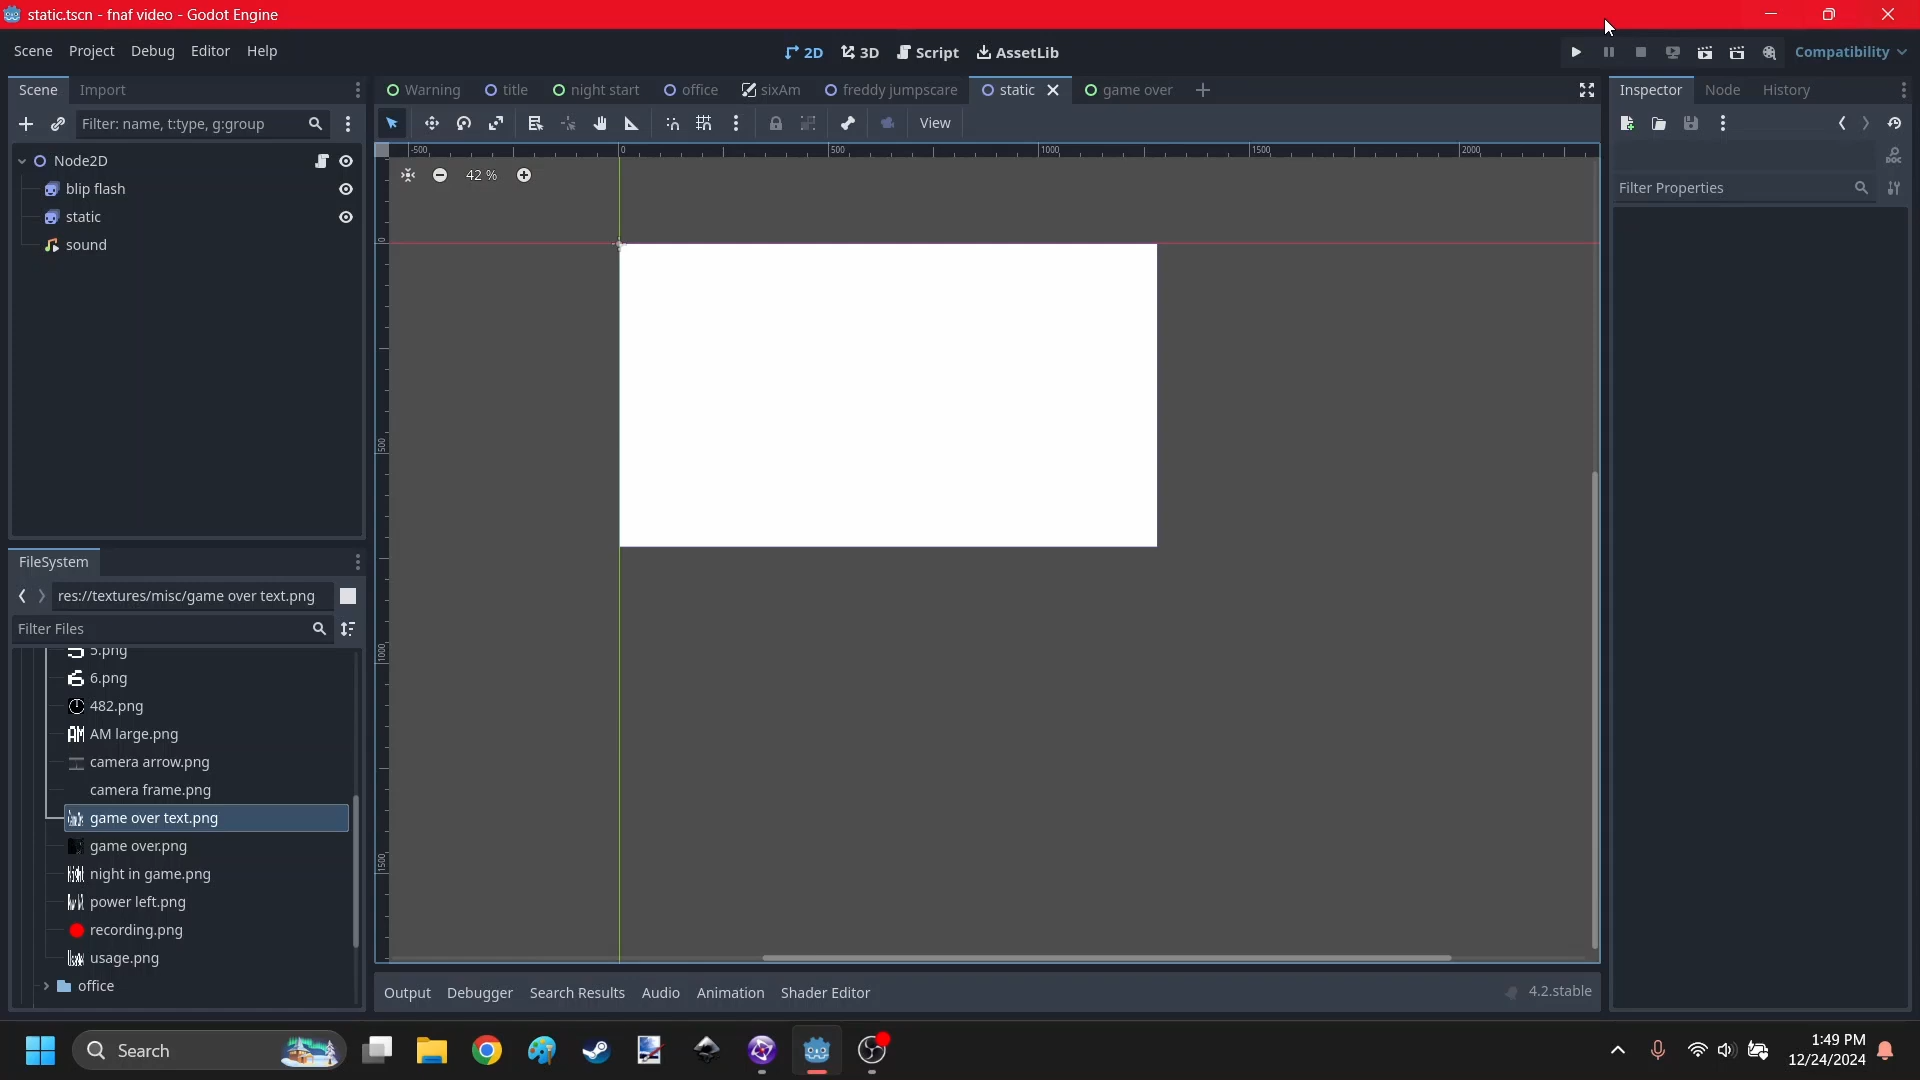 static.tscn - fnaf video - Godot Engine
Scene Project Debug Editor Help
2D 3D Script AssetLib
Compatibility
Scene Import
Warning title night start office sixAm freddy jumpscare static game over
Inspector Node History
Filter: name, t:type, g:group
View
Node2D
blip flash
static
sound
-500 0 500 1000 1500 2000
42 %
0
500
1000
1500
Filter Properties
FileSystem
res://textures/misc/game over text.png
Filter Files
5.png
6.png
482.png
AM large.png
camera arrow.png
camera frame.png
game over text.png
game over.png
night in game.png
power left.png
recording.png
usage.png
office
Output Debugger Search Results Audio Animation Shader Editor
4.2.stable
Search
1:49 PM
12/24/2024